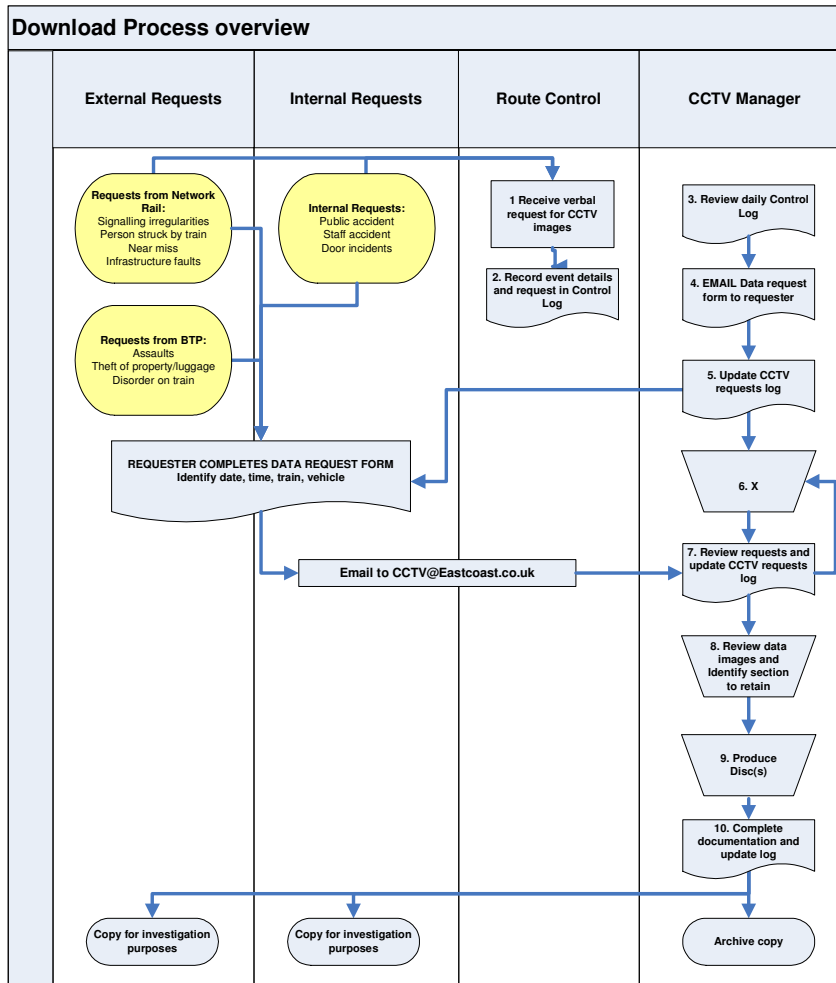 Download Process overview
External Requests
Internal Requests
Route Control
CCTV Manager
Requests from Network
Rail:
Signalling irregularities
Person struck by train
Near miss
Infrastructure faults
Internal Requests:
Public accident
Staff accident
Door incidents
1 Receive verbal
request for CCTV
images
3. Review daily Control
Log
2. Record event details
and request in Control
Log
4. EMAIL Data request
form to requester
Requests from BTP:
Assaults
Theft of property/luggage
Disorder on train
5. Update CCTV
requests log
REQUESTER COMPLETES DATA REQUEST FORM
Identify date, time, train, vehicle
6. X
Email to CCTV@Eastcoast.co.uk
7. Review requests and
update CCTV requests
log
8. Review data
images and
Identify section
to retain
9. Produce
Disc(s)
10. Complete
documentation and
update log
Copy for investigation
purposes
Copy for investigation
purposes
Archive copy